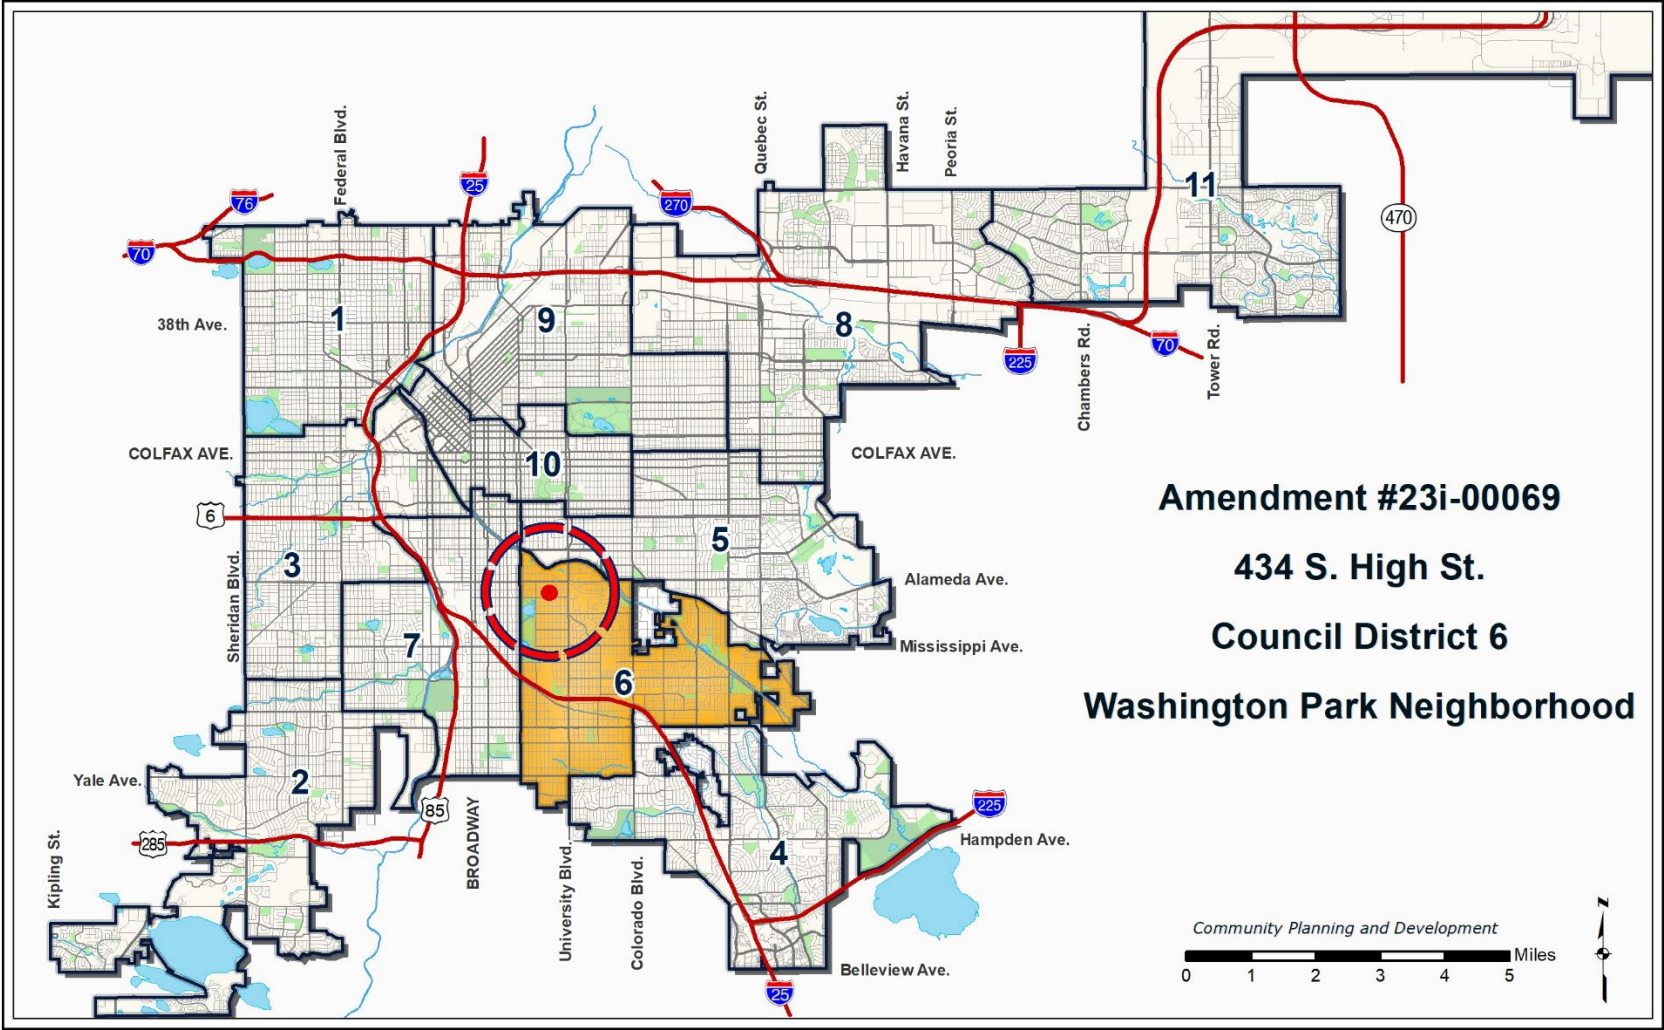 Federal Blvd.
Quebec St.
Havana St.
Peoria St.
76
25
270
70
11
470
1
9
8
38th Ave.
225
70
Chambers Rd.
Tower Rd.
COLFAX AVE.
10
COLFAX AVE.
6
3
5
Sheridan Blvd.
Alameda Ave.
7
Mississippi Ave.
6
Amendment #23i-00069
434 S. High St.
Council District 6
Washington Park Neighborhood
Yale Ave.
2
85
225
285
BROADWAY
Hampden Ave.
4
Kipling St.
University Blvd.
Colorado Blvd.
Belleview Ave.
25
Community Planning and Development
Miles
0 1 2 3 4 5
N